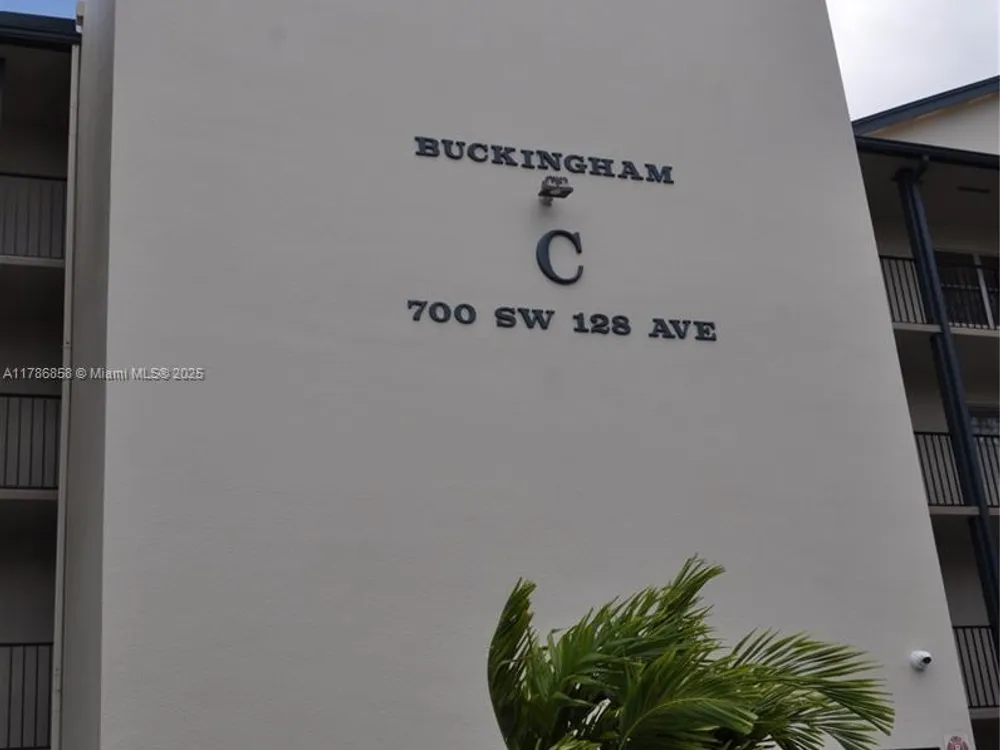 BUCKINGHAM
C
700 SW 128 AVE
A11786858 © Miami MLS® 2025